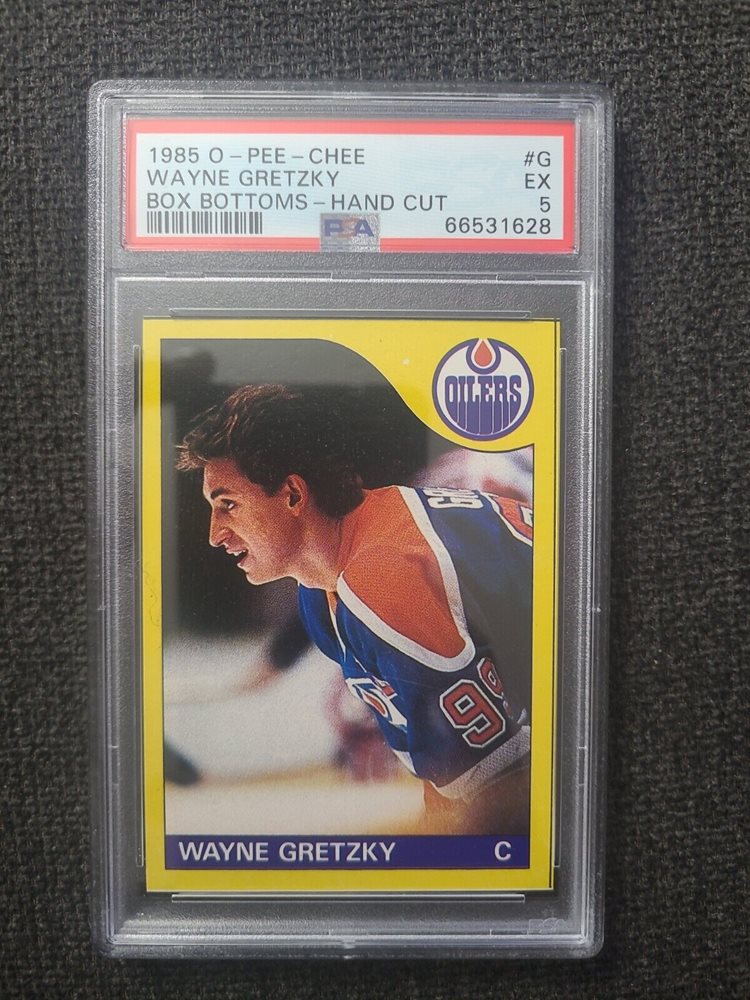 1985 O-PEE-CHEE #G
WAYNE GRETZKY EX
BOX BOTTOMS-HAND CUT 5
PSA 66531628
OILERS
99
WAYNE GRETZKY C